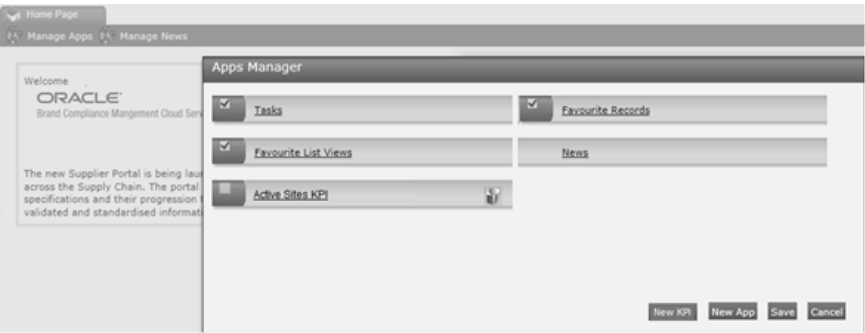 Home Page
Manage Apps Manage News
Apps Manager
Welcome
ORACLE
Brand Compliance Mangement Cloud Serv
Tasks
Favourite Records
Favourite List Views
News
Active Sites KPI
The new Supplier Portal is being lau
across the Supply Chain. The portal
specifications and their progression
validated and standardised informati
New KPI New App Save Cancel